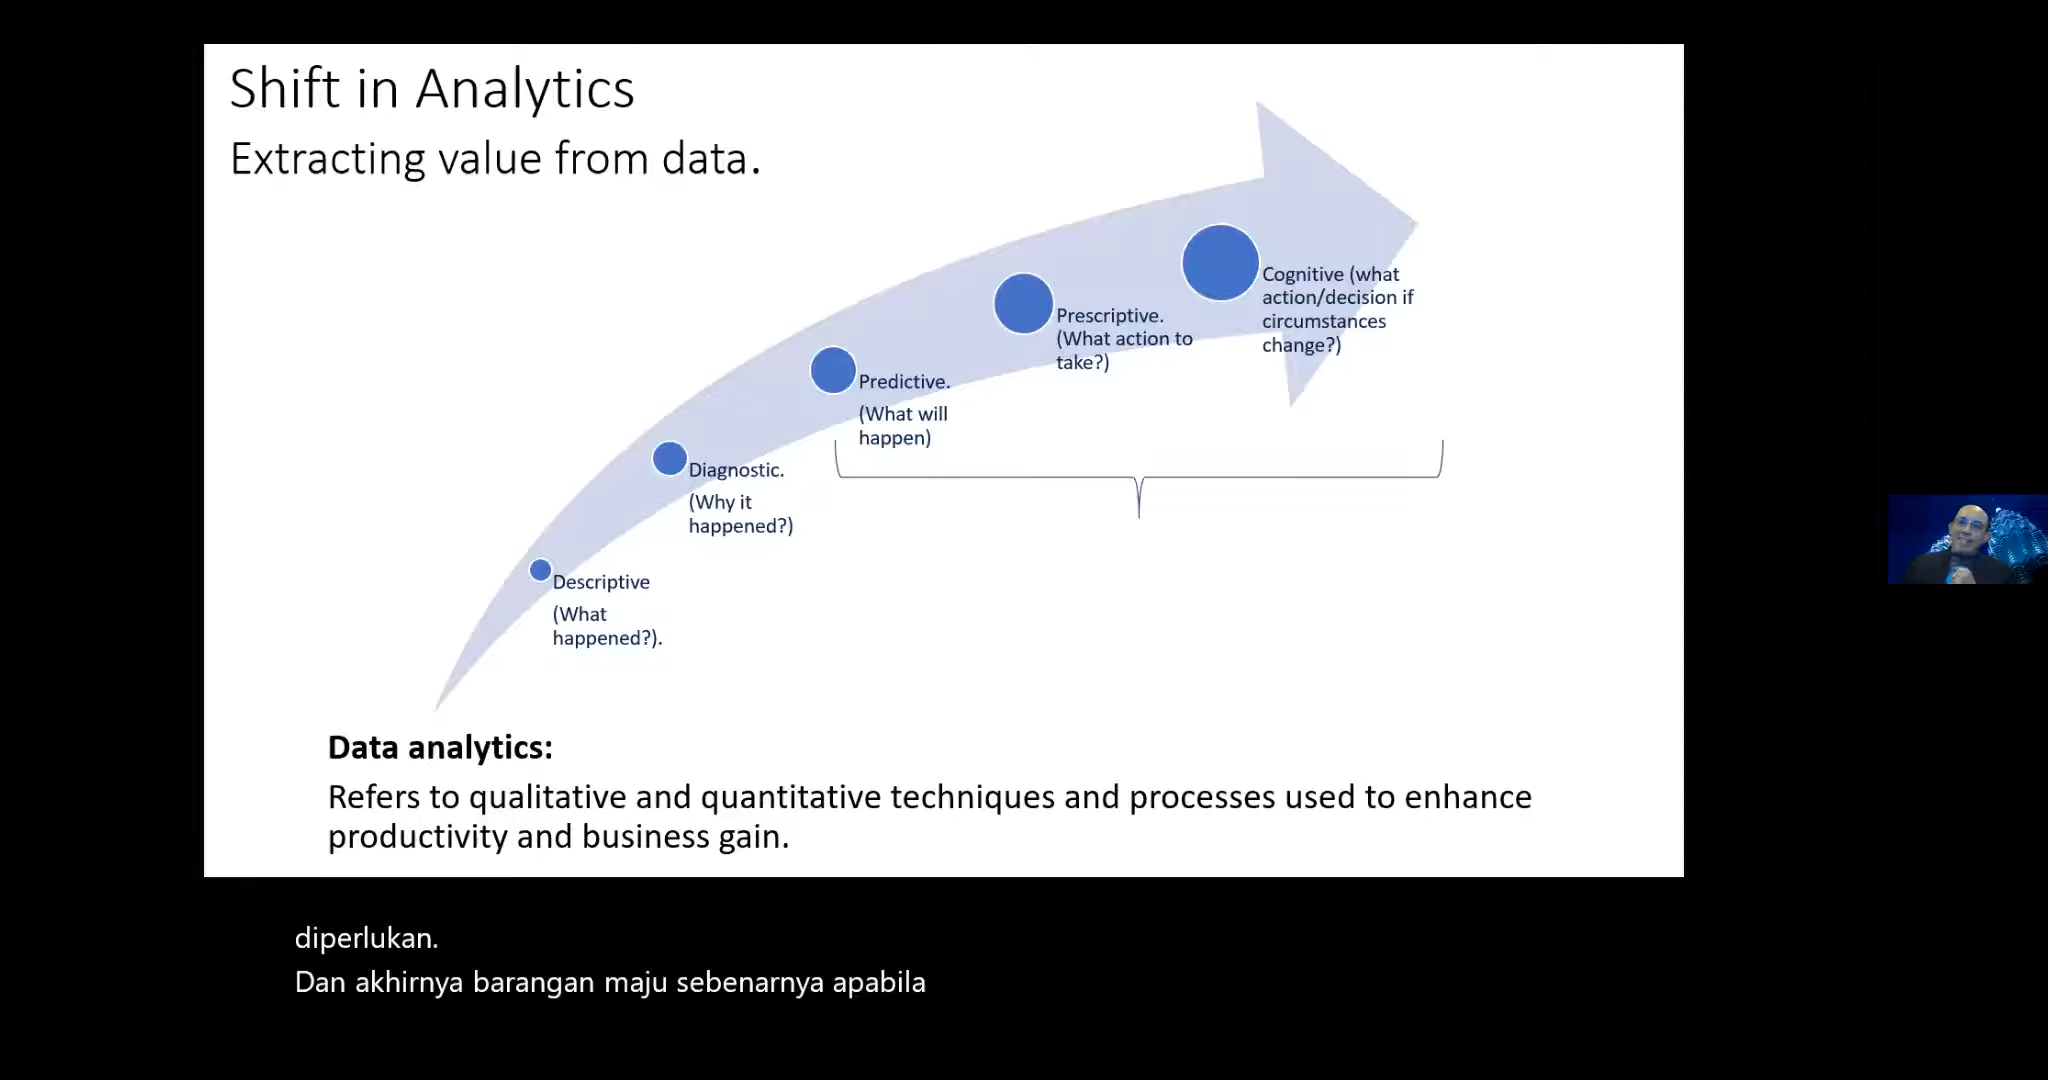 Shift in Analytics
Extracting value from data.
Cognitive (what
action/decision if
circumstances
change?)
Prescriptive.
(What action to
take?)
Predictive.
(What will
happen)
Diagnostic.
(Why it
happened?)
Descriptive
(What
happened?).
Data analytics:
Refers to qualitative and quantitative techniques and processes used to enhance
productivity and business gain.
diperlukan.
Dan akhirnya barangan maju sebenarnya apabila